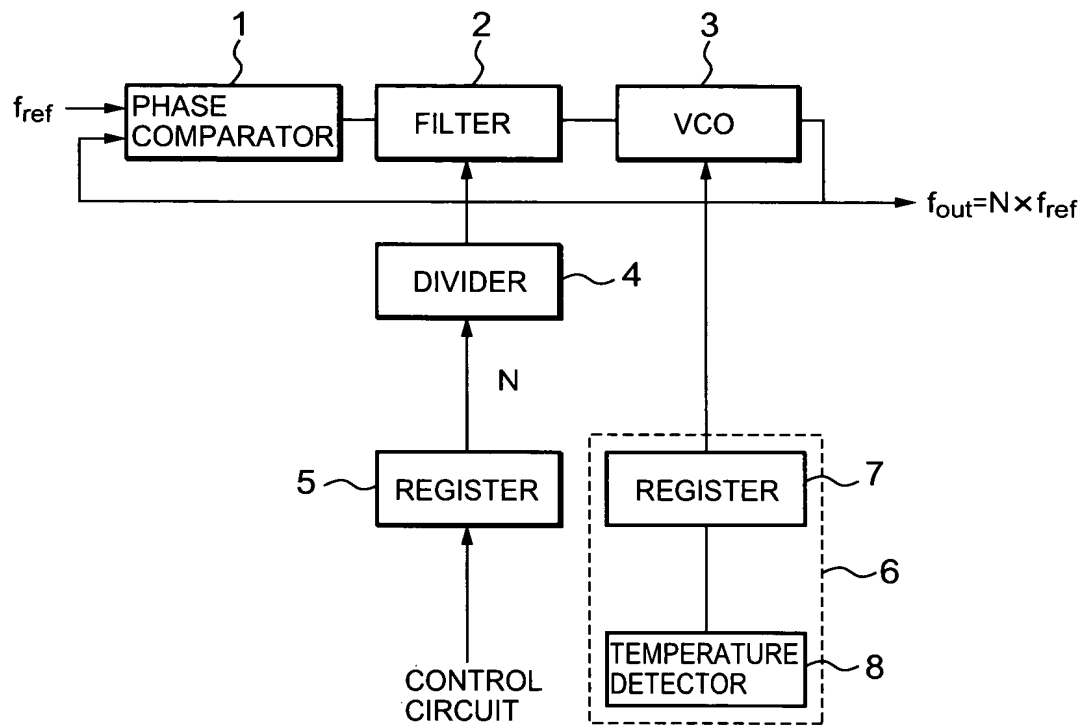 1
2
3
f_ref
PHASE
COMPARATOR
FILTER
VCO
f_out=N×f_ref
DIVIDER
4
N
5
REGISTER
REGISTER
7
6
TEMPERATURE
DETECTOR
8
CONTROL
CIRCUIT